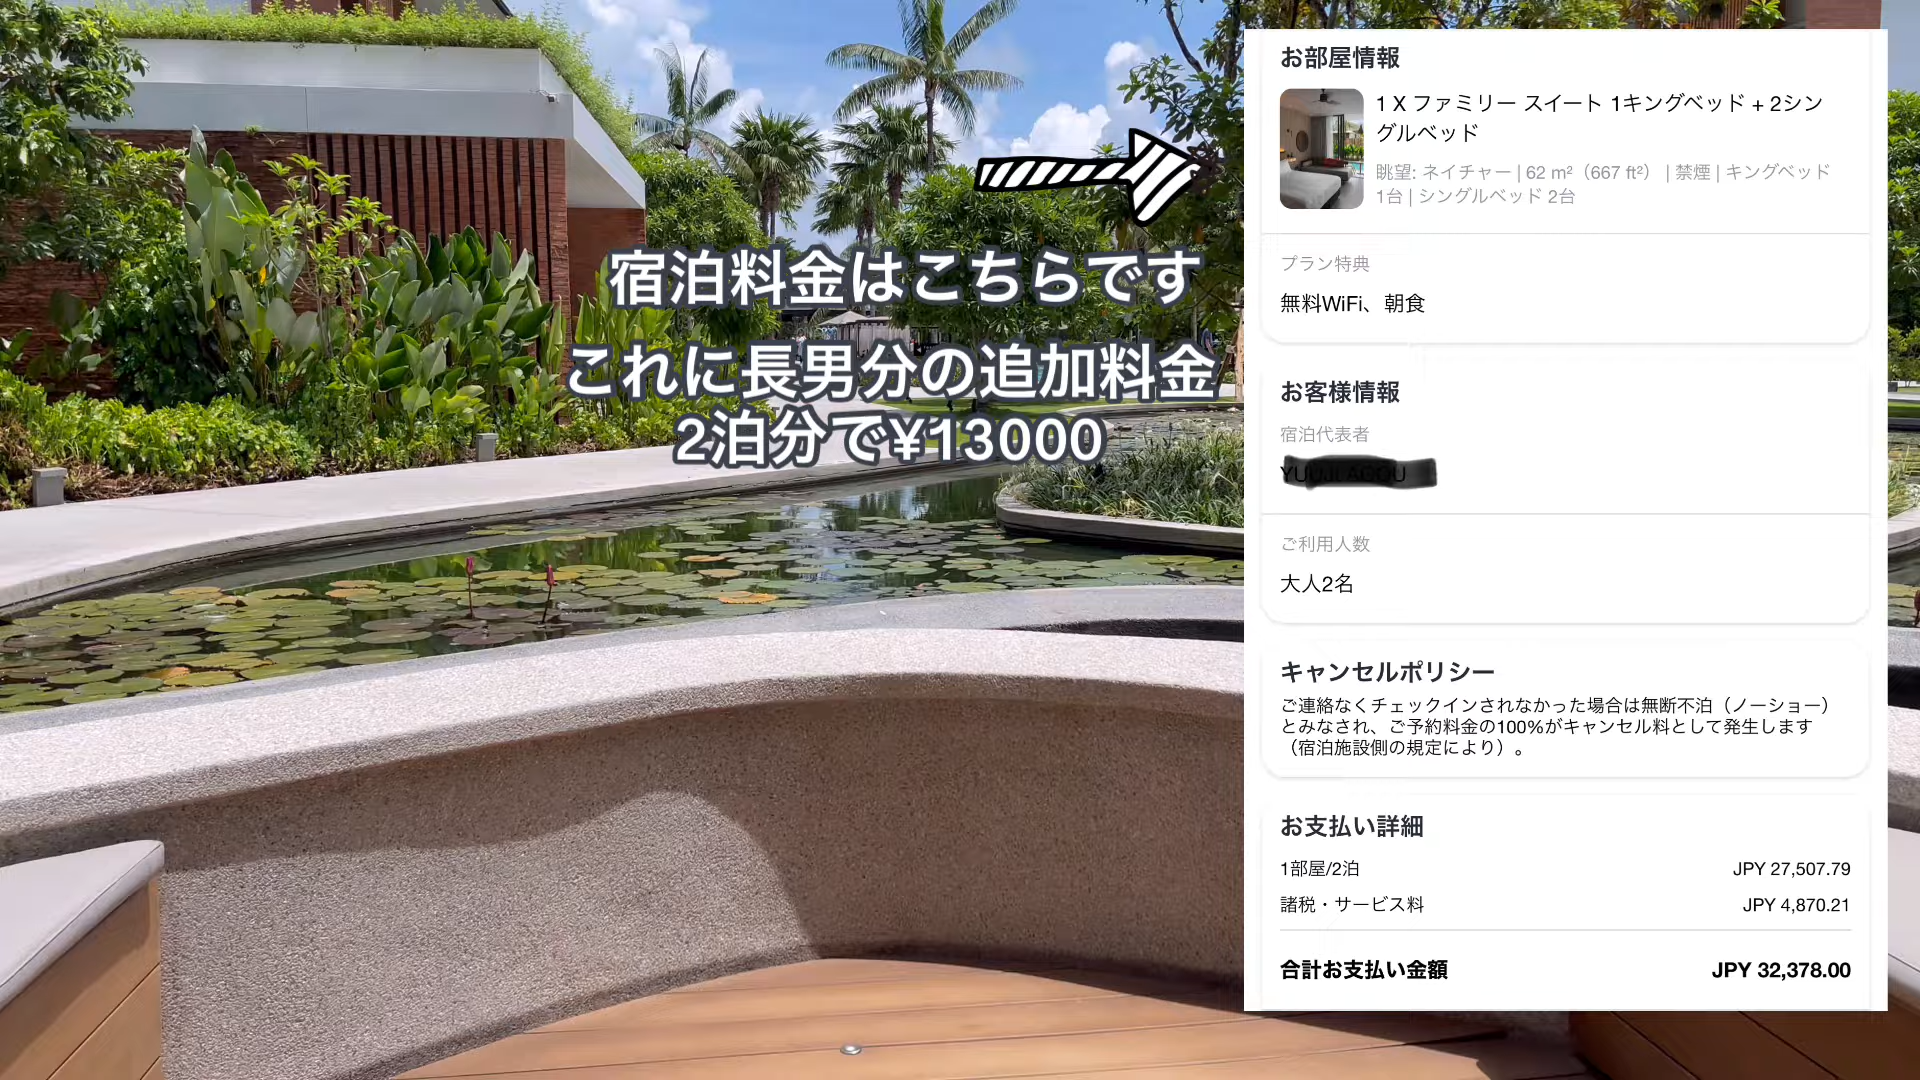 宿泊料金はこちらです
これに長男分の追加料金
2泊分で¥13000
お部屋情報
1 X ファミリー スイート 1キングベッド + 2シン
グルベッド
眺望: ネイチャー | 62 m²（667 ft²） | 禁煙 | キングベッド
1台 | シングルベッド 2台
プラン特典
無料WiFi、朝食
お客様情報
宿泊代表者
ご利用人数
大人2名
キャンセルポリシー
ご連絡なくチェックインされなかった場合は無断不泊（ノーショー）
とみなされ、ご予約料金の100%がキャンセル料として発生します
（宿泊施設側の規定により）。
お支払い詳細
1部屋/2泊 JPY 27,507.79
諸税・サービス料 JPY 4,870.21
合計お支払い金額 JPY 32,378.00